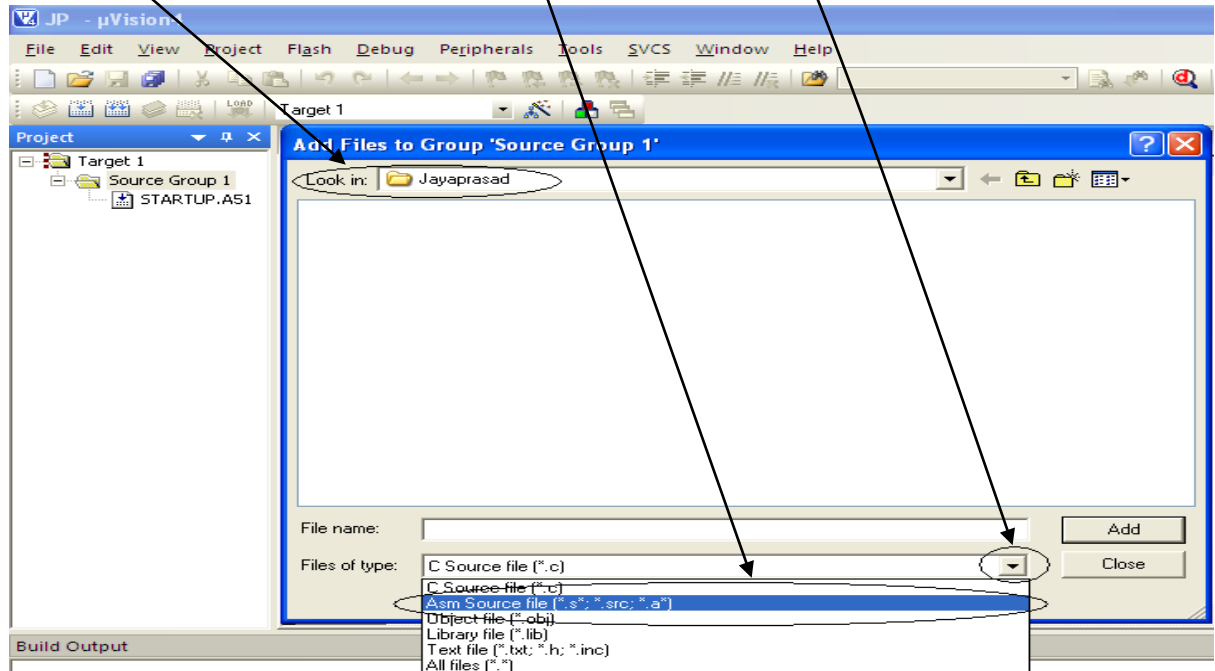 JP - µVision4
File Edit View Project Flash Debug Peripherals Tools SVCS Window Help
LOAD Target 1
Project
Target 1
Source Group 1
STARTUP.A51
Add Files to Group 'Source Group 1'
Look in: Jayaprasad
File name:
Add
Files of type: C Source file (*.c)
Close
C Source file (*.c)
Asm Source file (*.s*; *.src; *.a*)
Object file (*.obj)
Library file (*.lib)
Text file (*.txt; *.h; *.inc)
All files (*.*)
Build Output